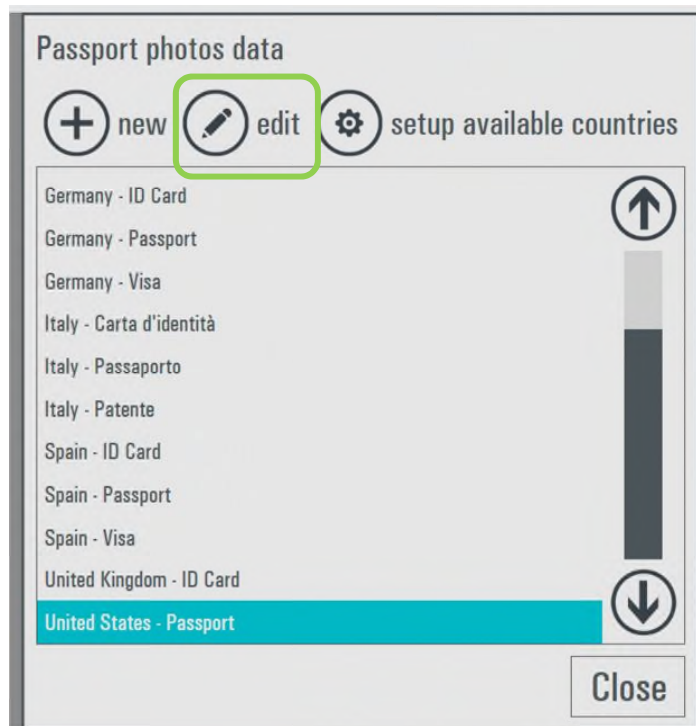 Passport photos data
new edit setup available countries
Germany - ID Card
Germany - Passport
Germany - Visa
Italy - Carta d'identità
Italy - Passaporto
Italy - Patente
Spain - ID Card
Spain - Passport
Spain - Visa
United Kingdom - ID Card
United States - Passport
Close